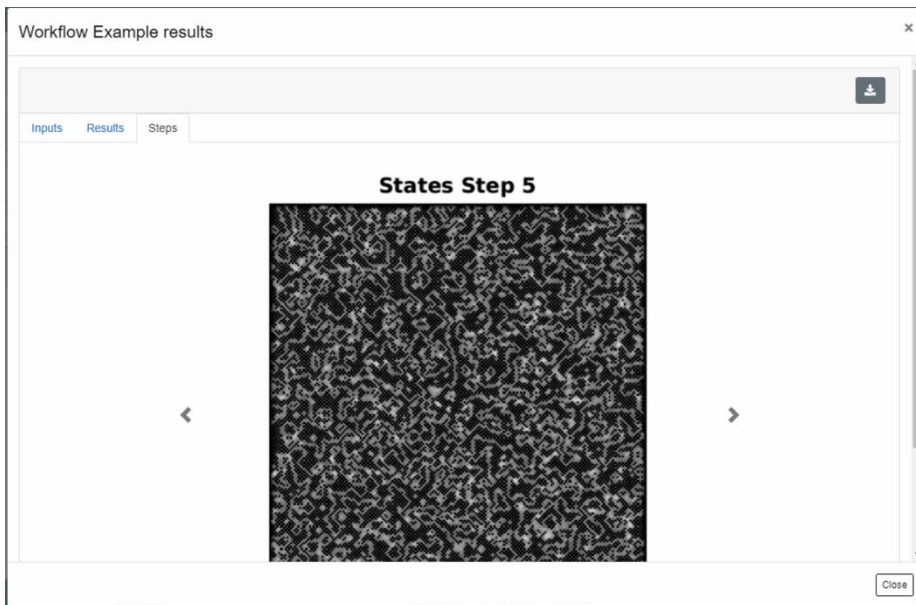 Workflow Example results
×
Inputs Results Steps
States Step 5
Close